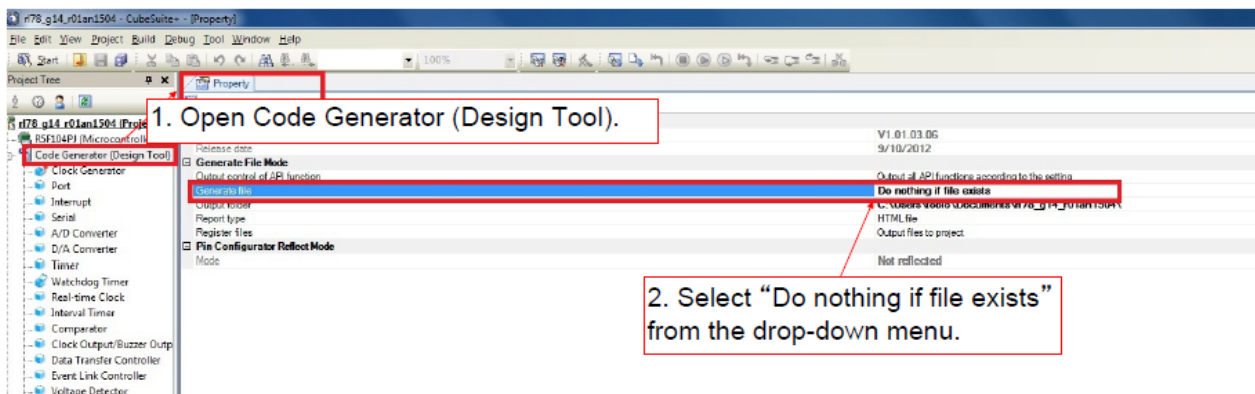 rl78_g14_r01an1504 - CubeSuite+ - [Property]
File Edit View Project Build Debug Tool Window Help
Start 100%
Project Tree
Property
1. Open Code Generator (Design Tool).
rl78_g14_r01an1504 (Proje
R5F104PJ (Microcontroll
V1.01.03.06
Code Generator (Design Tool)
Release date 9/10/2012
Generate File Mode
Clock Generator
Output control of API function Output all API functions according to the setting
Port
Generate file Do nothing if file exists
Interrupt
Output folder
Serial
Report type HTML file
A/D Converter
Register files Output files to project
D/A Converter
Pin Configurator Reflect Mode
Timer
Mode Not reflected
Watchdog Timer
Real-time Clock
Interval Timer
Comparator
Clock Output/Buzzer Outp
Data Transfer Controller
Event Link Controller
Voltage Detector
2. Select “Do nothing if file exists”
from the drop-down menu.